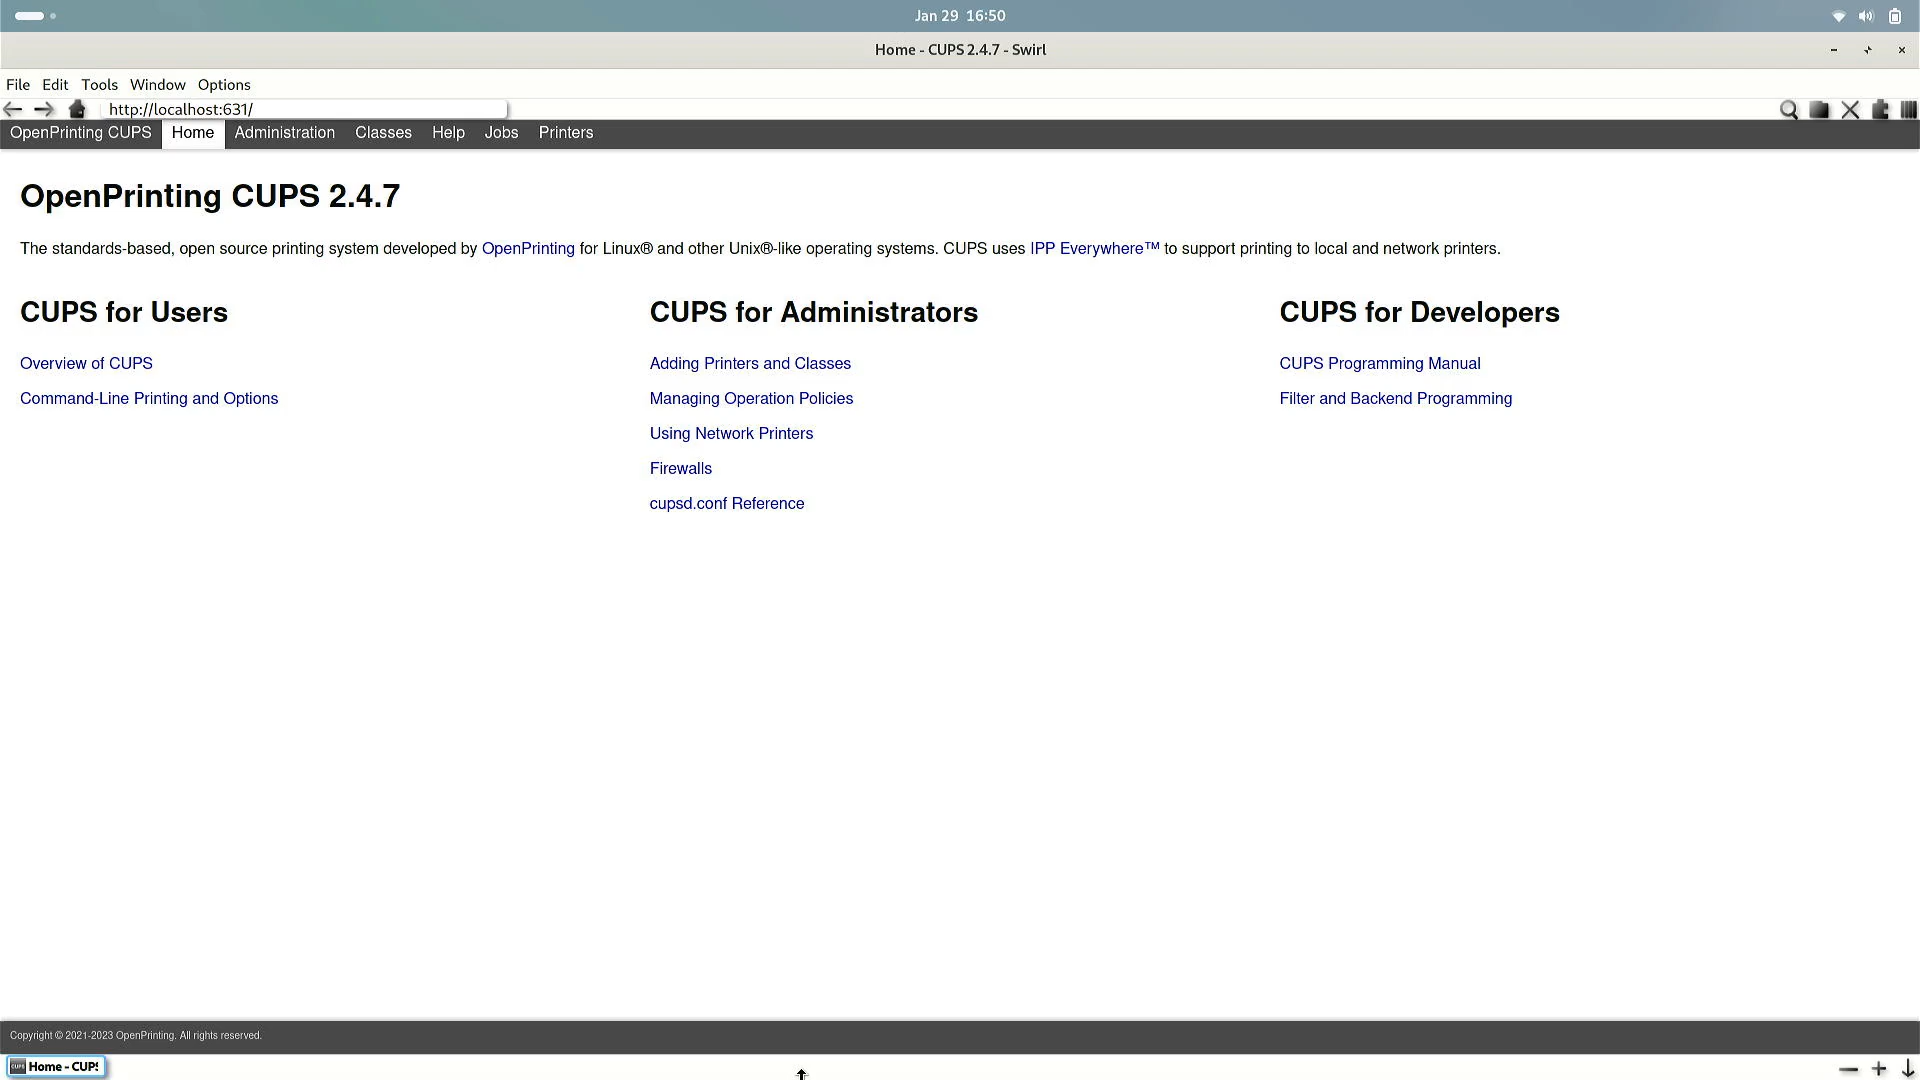 Jan 29 16:50
Home - CUPS 2.4.7 - Swirl
File Edit Tools Window Options
http://localhost:631/
OpenPrinting CUPS Home Administration Classes Help Jobs Printers
OpenPrinting CUPS 2.4.7
The standards-based, open source printing system developed by OpenPrinting for Linux® and other Unix®-like operating systems. CUPS uses IPP Everywhere™ to support printing to local and network printers.
CUPS for Users
Overview of CUPS
Command-Line Printing and Options
CUPS for Administrators
Adding Printers and Classes
Managing Operation Policies
Using Network Printers
Firewalls
cupsd.conf Reference
CUPS for Developers
CUPS Programming Manual
Filter and Backend Programming
Copyright © 2021-2023 OpenPrinting. All rights reserved.
CUPS Home - CUPS